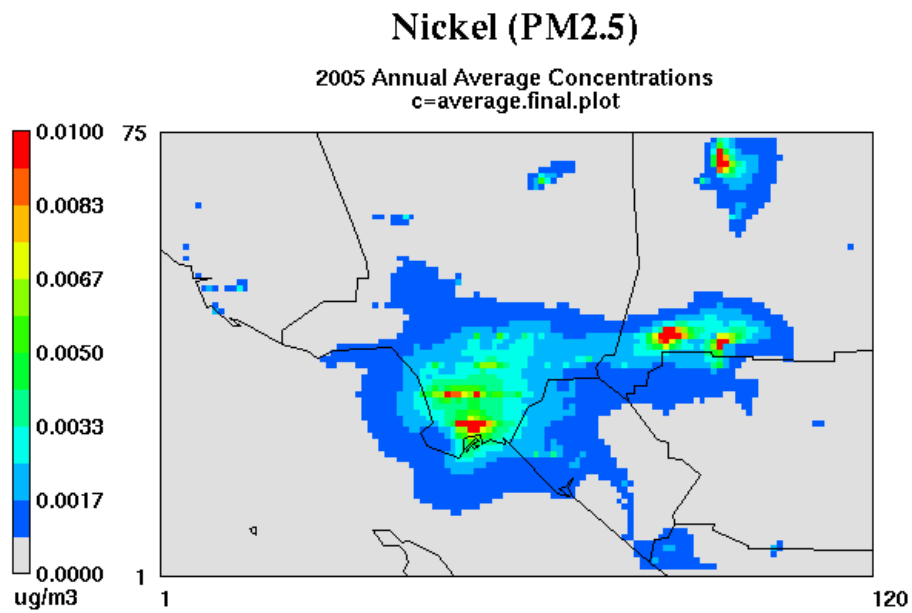 Nickel (PM2.5)
2005 Annual Average Concentrations
c=average.final.plot
0.0100
0.0083
0.0067
0.0050
0.0033
0.0017
0.0000
ug/m3
75
1
1
120